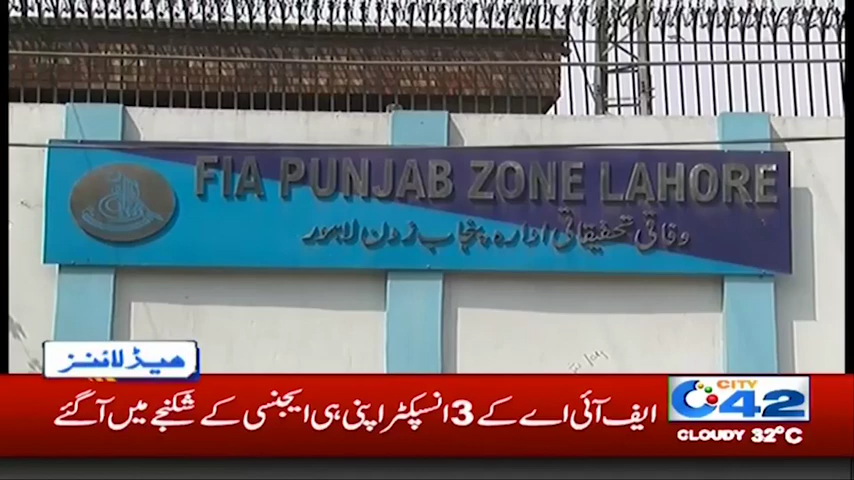 FIA PUNJAB ZONE LAHORE
وفاقی تحقیقاتی ادارہ پنجاب زون لاہور
ہیڈلائنز
ایف آئی اے کے 3 انسپکٹر اپنی ہی ایجنسی کے شکنجے میں آگئے
CITY
42
CLOUDY 32°C